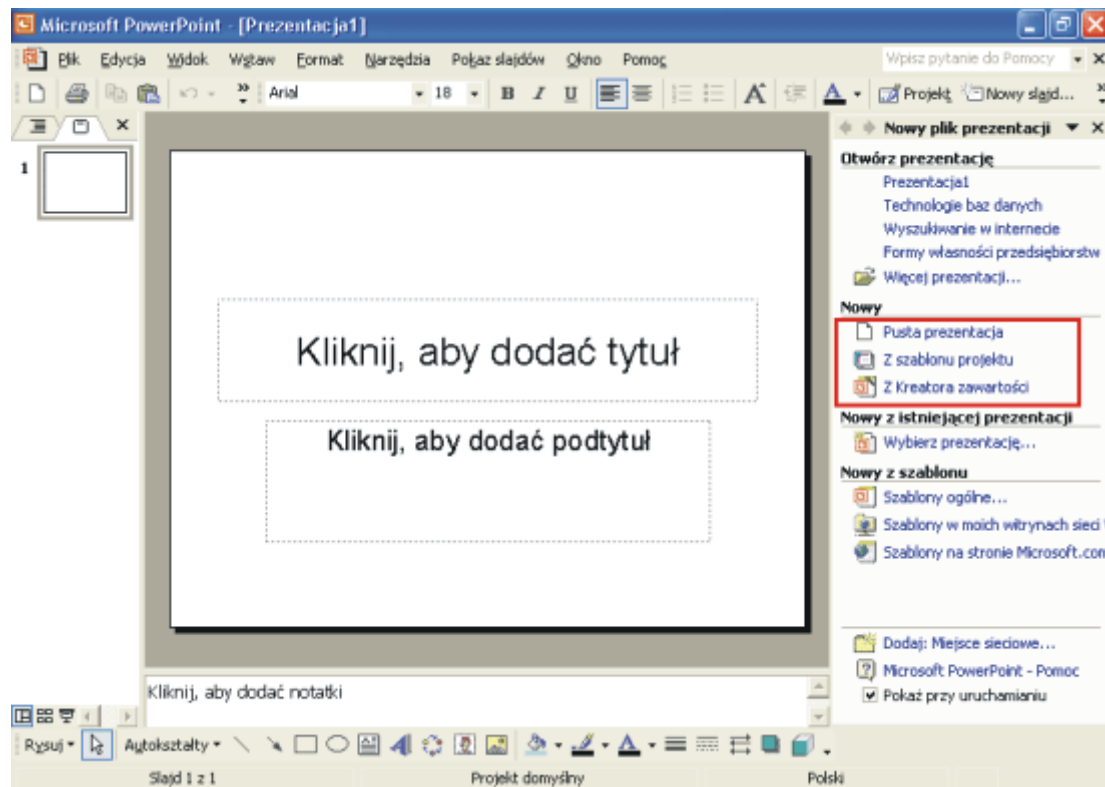 Microsoft PowerPoint - [Prezentacja1]
Plik Edycja Widok Wstaw Format Narzędzia Pokaz slajdów Okno Pomoc Wpisz pytanie do Pomocy
Arial 18 B I U Projekt Nowy slajd...
Nowy plik prezentacji
1
Otwórz prezentację
Prezentacja1
Technologie baz danych
Wyszukiwanie w internecie
Formy własności przedsiębiorstw
Więcej prezentacji...
Nowy
Pusta prezentacja
Z szablonu projektu
Z Kreatora zawartości
Nowy z istniejącej prezentacji
Wybierz prezentację...
Nowy z szablonu
Szablony ogólne...
Szablony w moich witrynach sieci
Szablony na stronie Microsoft.com
Dodaj: Miejsce sieciowe...
Microsoft PowerPoint - Pomoc
Pokaż przy uruchamianiu
Kliknij, aby dodać tytuł
Kliknij, aby dodać podtytuł
Kliknij, aby dodać notatki
Rysuj Autokształty
Slajd 1 z 1 Projekt domyślny Polski